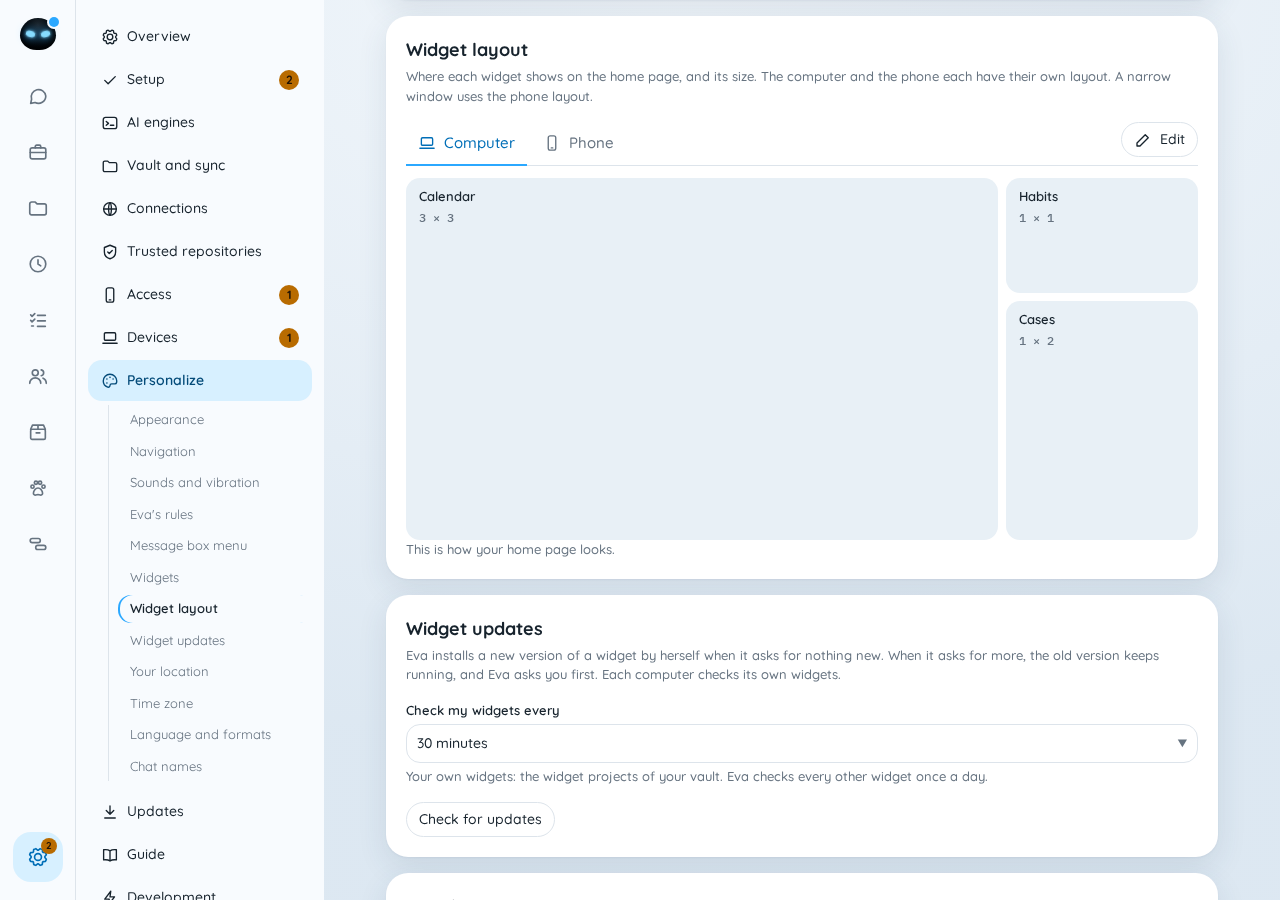 Overview
Setup
2
AI engines
Vault and sync
Connections
Trusted repositories
Access
1
Devices
1
Personalize
Appearance
Navigation
Sounds and vibration
Eva's rules
Message box menu
Widgets
Widget layout
Widget updates
Your location
Time zone
Language and formats
Chat names
Updates
Guide
Development
2
Widget layout
Where each widget shows on the home page, and its size. The computer and the phone each have their own layout. A narrow
window uses the phone layout.
Computer
Phone
Edit
Calendar
3 × 3
Habits
1 × 1
Cases
1 × 2
This is how your home page looks.
Widget updates
Eva installs a new version of a widget by herself when it asks for nothing new. When it asks for more, the old version keeps
running, and Eva asks you first. Each computer checks its own widgets.
Check my widgets every
30 minutes
Your own widgets: the widget projects of your vault. Eva checks every other widget once a day.
Check for updates